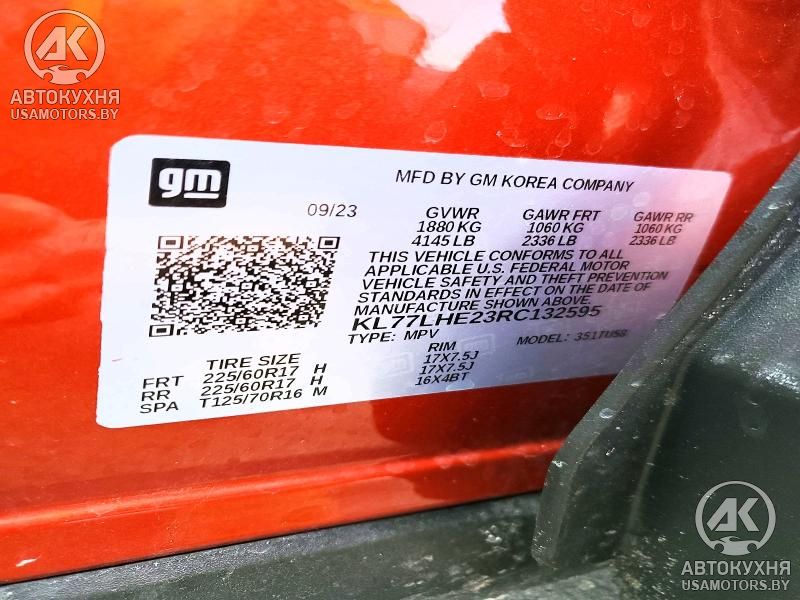 AK
АВТОКУХНЯ
USAMOTORS.BY
gm
MFD BY GM KOREA COMPANY
09/23
GVWR GAWR FRT GAWR RR
1880 KG 1060 KG 1060 KG
4145 LB 2336 LB 2336 LB
THIS VEHICLE CONFORMS TO ALL
APPLICABLE U.S. FEDERAL MOTOR
VEHICLE SAFETY AND THEFT PREVENTION
STANDARDS IN EFFECT ON THE DATE OF
MANUFACTURE SHOWN ABOVE.
KL77LHE23RC132595
TYPE: MPV MODEL: 351TU58
TIRE SIZE RIM
FRT 225/60R17 H 17X7.5J
RR 225/60R17 H 17X7.5J
SPA T125/70R16 M 16X4BT
AK
АВТОКУХНЯ
USAMOTORS.BY